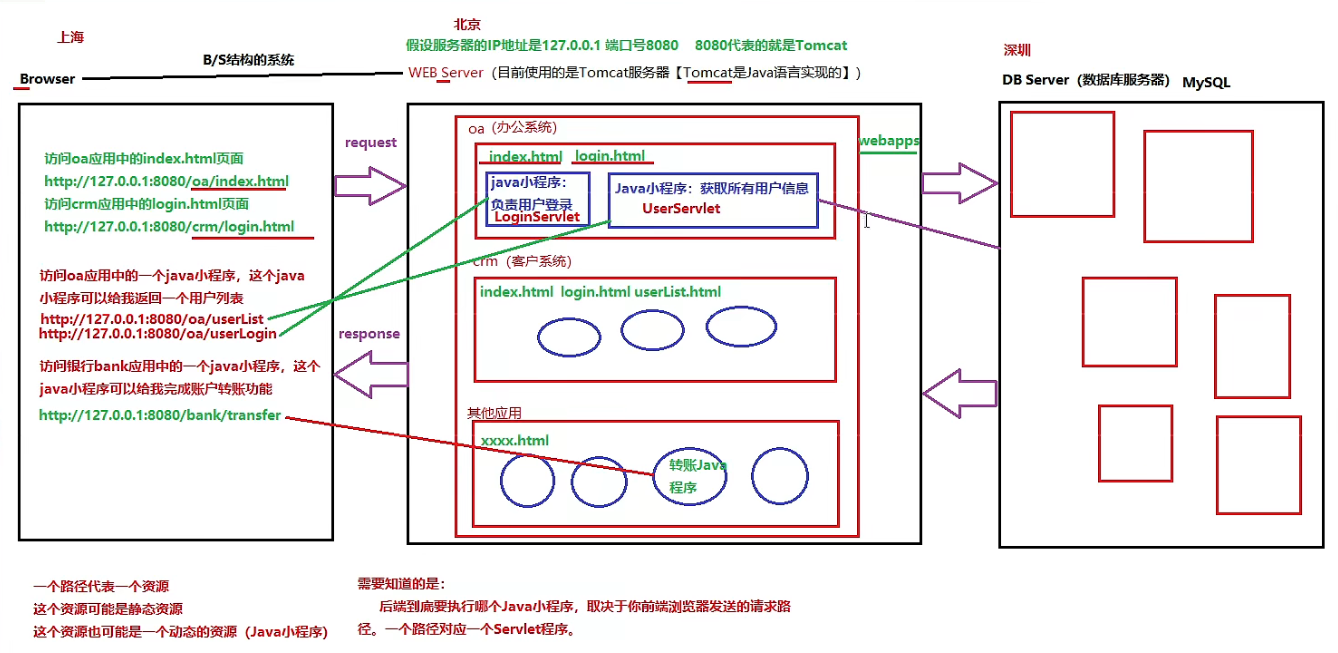 上海
B/S结构的系统
Browser
北京
假设服务器的IP地址是127.0.0.1 端口号8080 8080代表的就是Tomcat
WEB Server（目前使用的是Tomcat服务器【Tomcat是Java语言实现的】）
深圳
DB Server（数据库服务器） MySQL
访问oa应用中的index.html页面
http://127.0.0.1:8080/oa/index.html
访问crm应用中的login.html页面
http://127.0.0.1:8080/crm/login.html
访问oa应用中的一个java小程序，这个java
小程序可以给我返回一个用户列表
http://127.0.0.1:8080/oa/userList
http://127.0.0.1:8080/oa/userLogin
访问银行bank应用中的一个java小程序，这个
java小程序可以给我完成账户转账功能
http://127.0.0.1:8080/bank/transfer
request
response
oa（办公系统）
webapps
index.html login.html
java小程序：
负责用户登录
LoginServlet
Java小程序：获取所有用户信息
UserServlet
crm（客户系统）
index.html login.html userList.html
其他应用
xxxx.html
转账Java
程序
一个路径代表一个资源
这个资源可能是静态资源
这个资源也可能是一个动态的资源（Java小程序）
需要知道的是：
后端到底要执行哪个Java小程序，取决于你前端浏览器发送的请求路
径。一个路径对应一个Servlet程序。